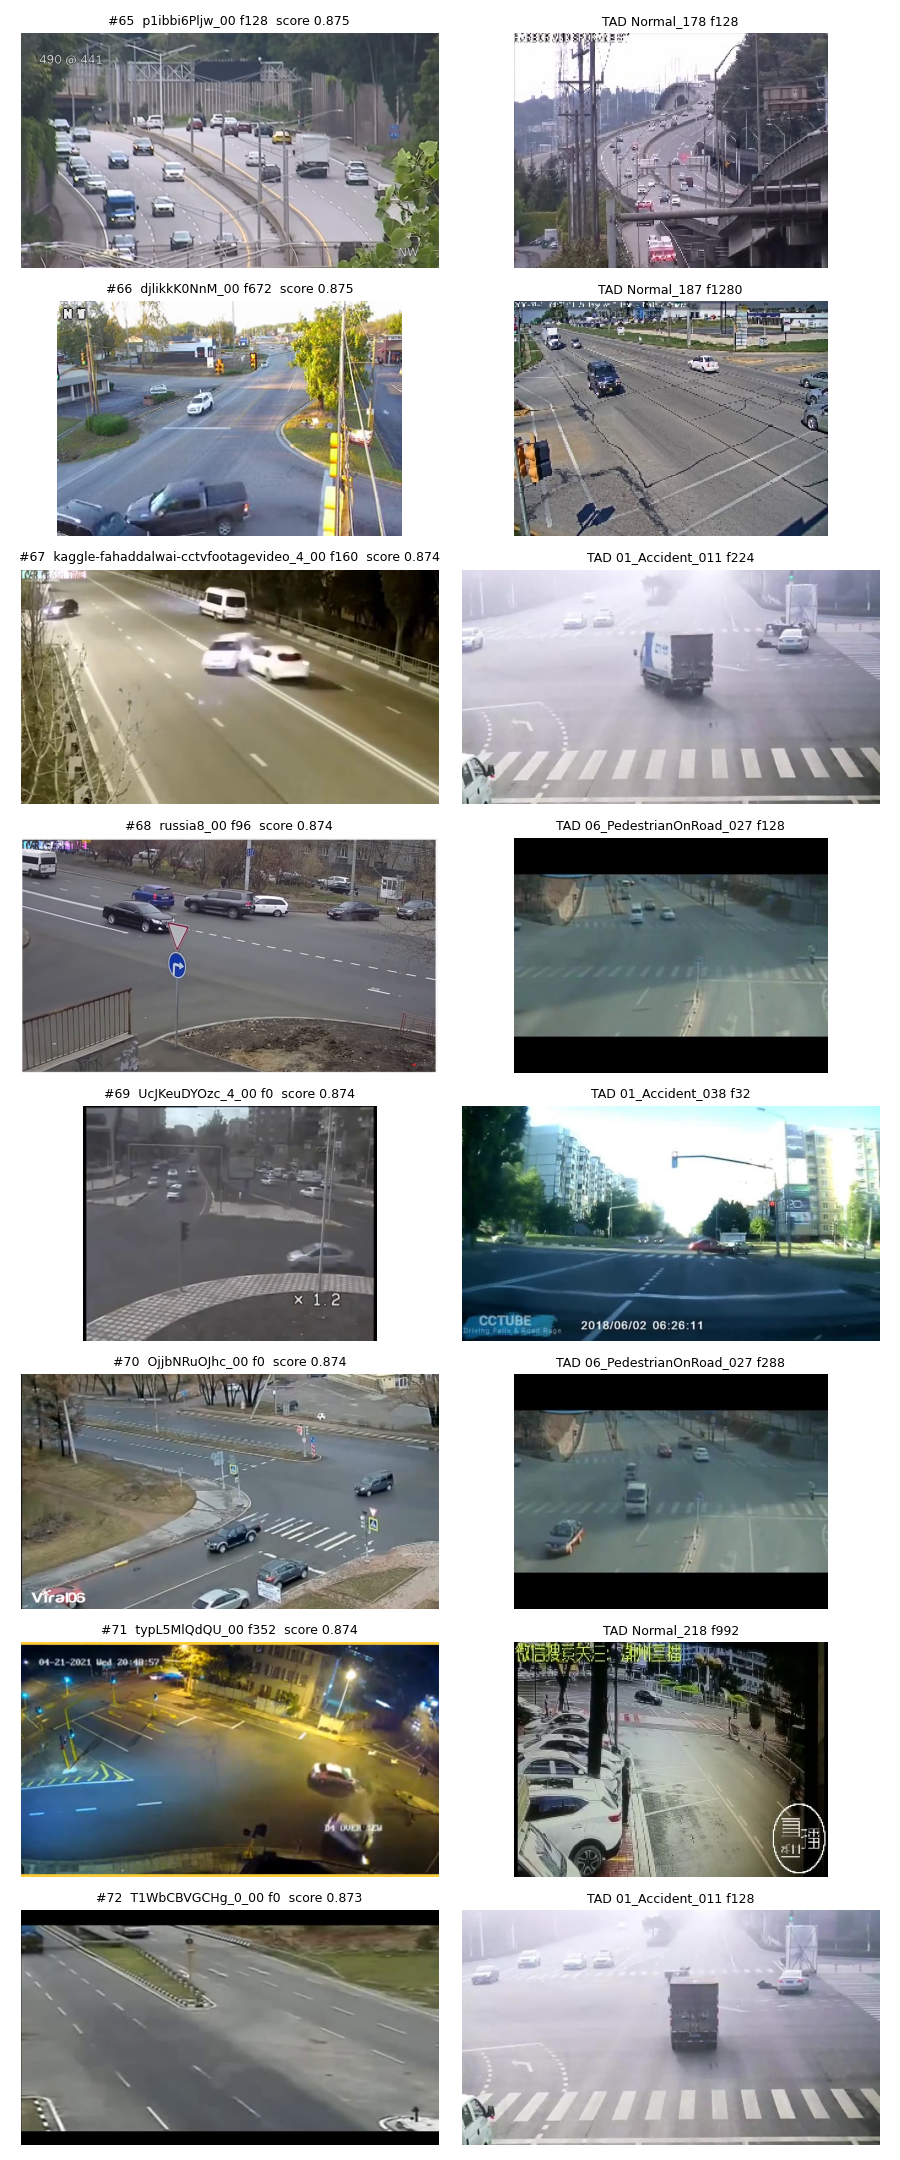 #65 p1ibbi6Pljw_00 f128 score 0.875
TAD Normal_178 f128
490 @ 441
NW
#66 djlikkK0NnM_00 f672 score 0.875
TAD Normal_187 f1280
#67 kaggle-fahaddalwai-cctvfootagevideo_4_00 f160 score 0.874
TAD 01_Accident_011 f224
#68 russia8_00 f96 score 0.874
TAD 06_PedestrianOnRoad_027 f128
#69 UcJKeuDYOzc_4_00 f0 score 0.874
TAD 01_Accident_038 f32
× 1.2
CCTUBE
Driving Fails & Road Rage
2018/06/02 06:26:11
#70 OjjbNRuOJhc_00 f0 score 0.874
TAD 06_PedestrianOnRoad_027 f288
Viral06
#71 typL5MlQdQU_00 f352 score 0.874
TAD Normal_218 f992
04-21-2021 Wed 20:48:57
#72 T1WbCBVGCHg_0_00 f0 score 0.873
TAD 01_Accident_011 f128